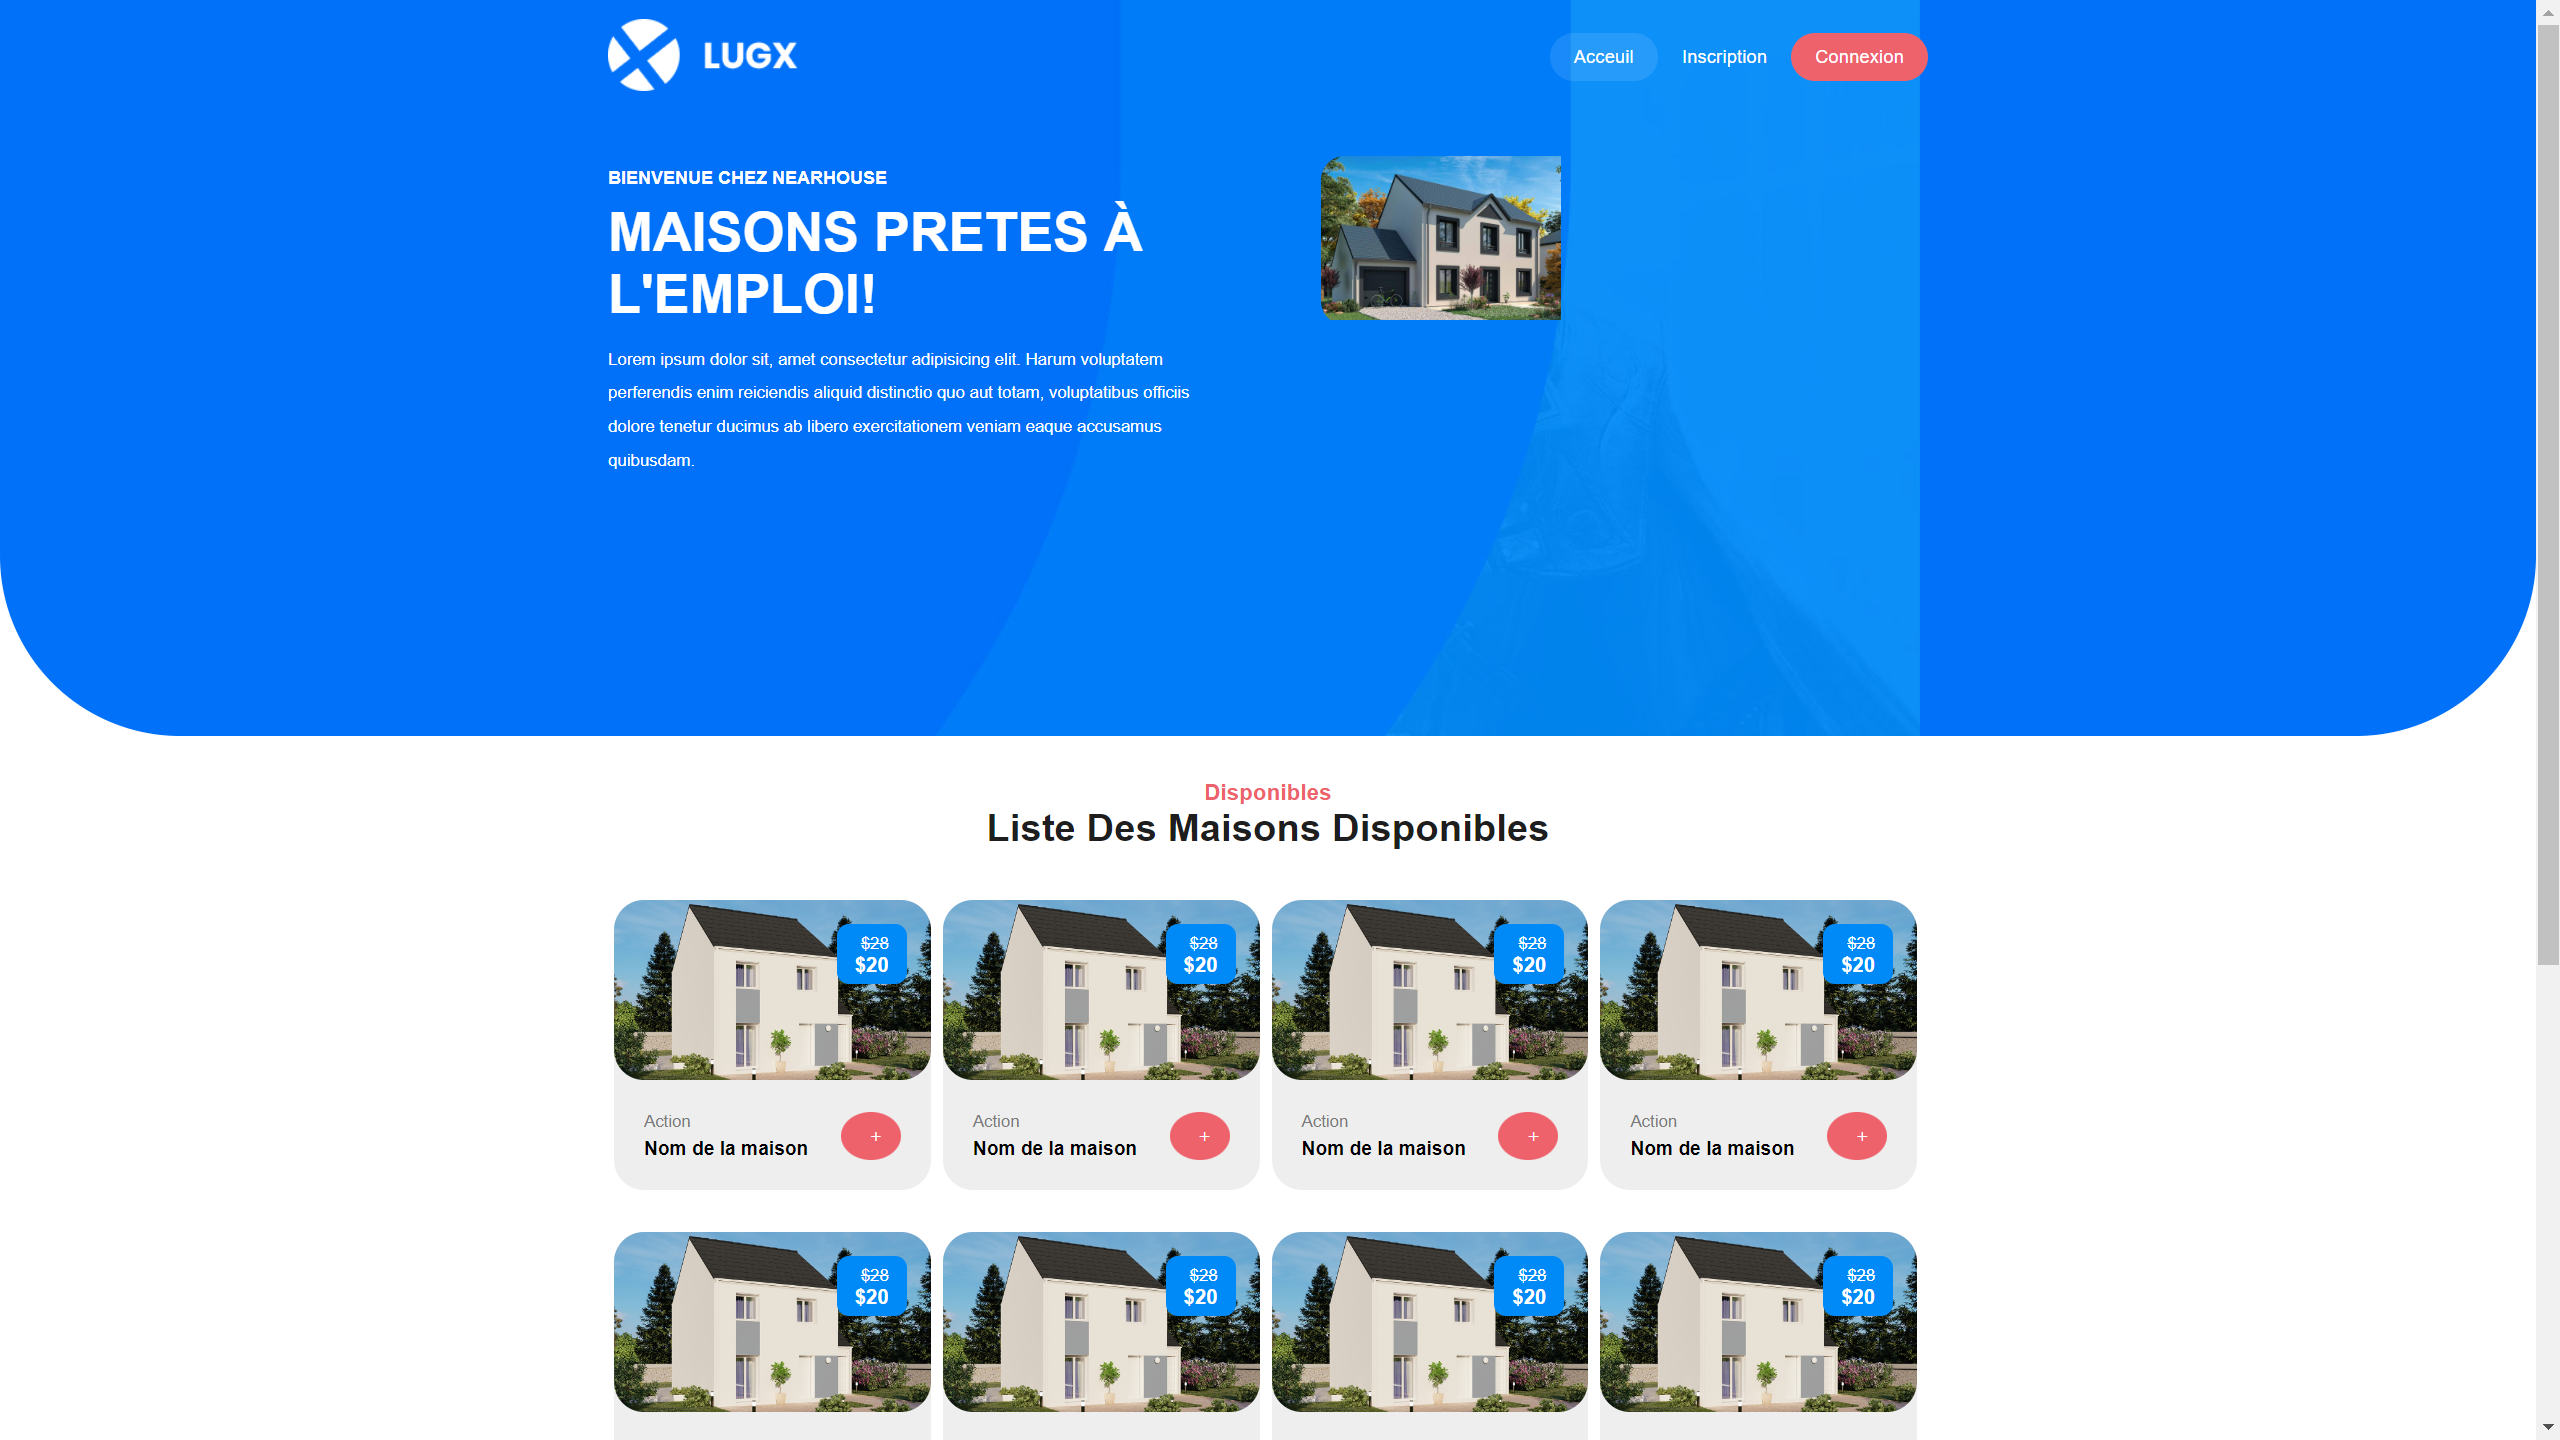 LUGX
Acceuil
Inscription
Connexion
BIENVENUE CHEZ NEARHOUSE
MAISONS PRETES À
L'EMPLOI!
Lorem ipsum dolor sit, amet consectetur adipisicing elit. Harum voluptatem
perferendis enim reiciendis aliquid distinctio quo aut totam, voluptatibus officiis
dolore tenetur ducimus ab libero exercitationem veniam eaque accusamus
quibusdam.
Disponibles
Liste Des Maisons Disponibles
$28
$20
$28
$20
$28
$20
$28
$20
Action
Nom de la maison
+
Action
Nom de la maison
+
Action
Nom de la maison
+
Action
Nom de la maison
+
$28
$20
$28
$20
$28
$20
$28
$20